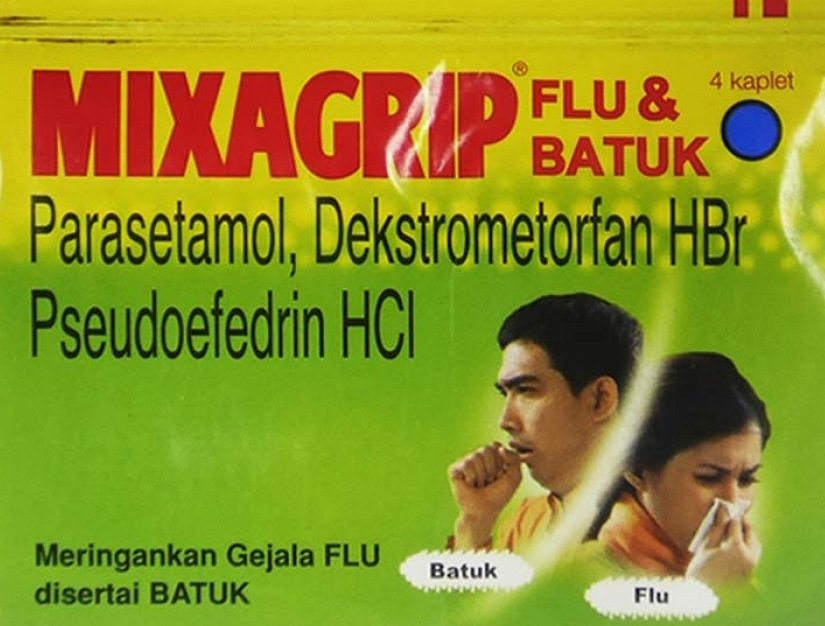 MIXAGRIP® FLU &
BATUK
4 kaplet
Parasetamol, Dekstrometorfan HBr
Pseudoefedrin HCl
Meringankan Gejala FLU
disertai BATUK
Batuk
Flu